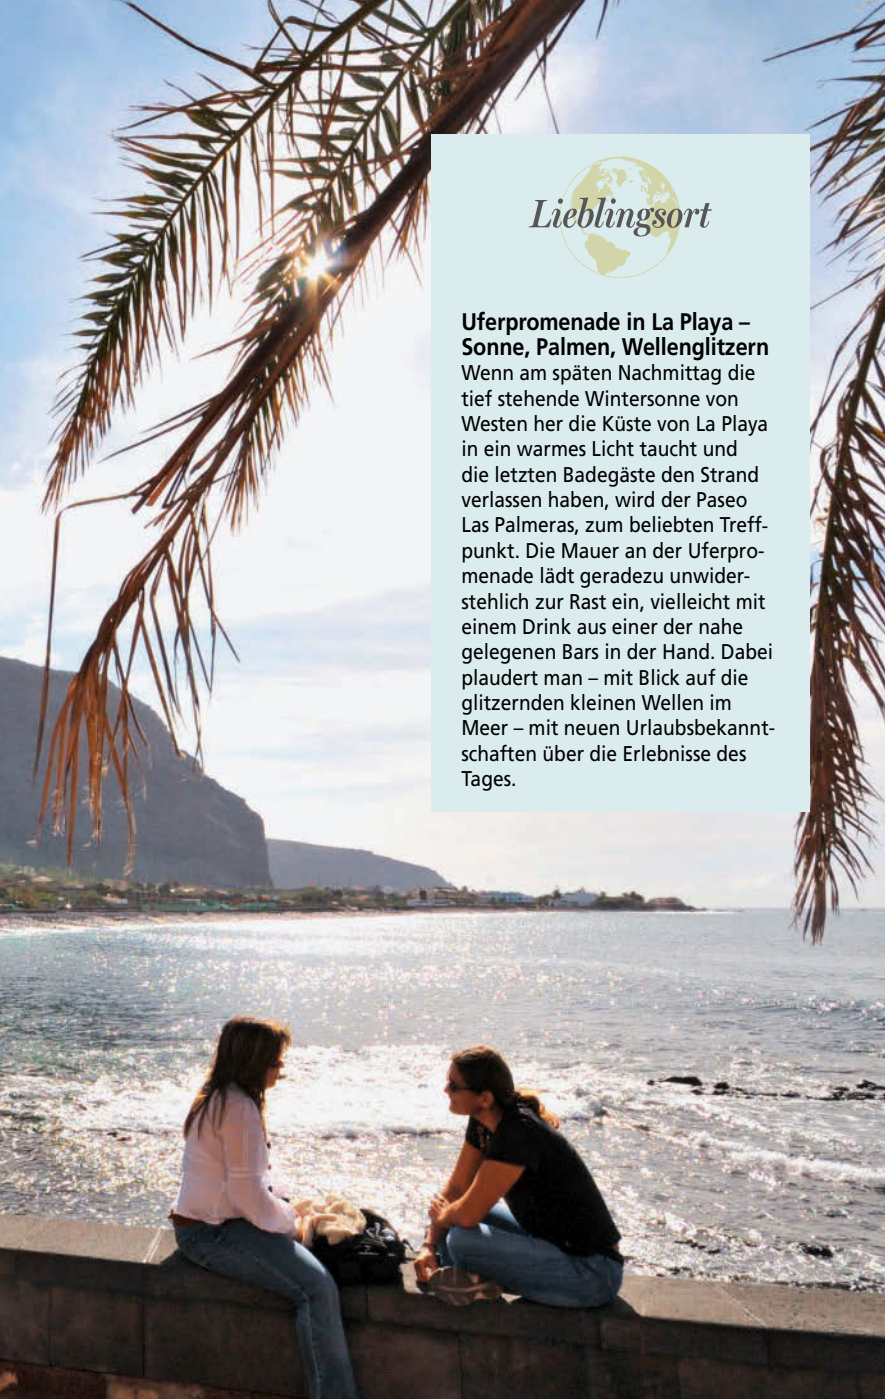 Lieblingsort
Uferpromenade in La Playa –
Sonne, Palmen, Wellenglitzern
Wenn am späten Nachmittag die
tief stehende Wintersonne von
Westen her die Küste von La Playa
in ein warmes Licht taucht und
die letzten Badegäste den Strand
verlassen haben, wird der Paseo
Las Palmeras, zum beliebten Treff-
punkt. Die Mauer an der Uferpro-
menade lädt geradezu unwider-
stehlich zur Rast ein, vielleicht mit
einem Drink aus einer der nahe
gelegenen Bars in der Hand. Dabei
plaudert man – mit Blick auf die
glitzernden kleinen Wellen im
Meer – mit neuen Urlaubsbekannt-
schaften über die Erlebnisse des
Tages.